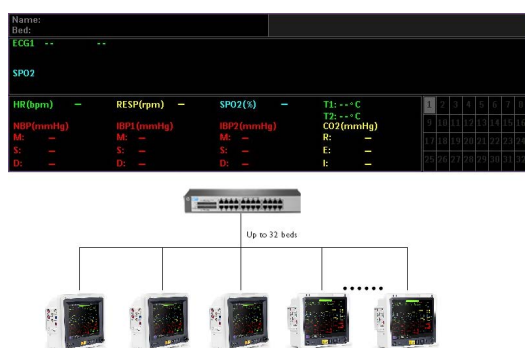 Name:
Bed:
ECG1 -- --
SPO2
HR(bpm) – RESP(rpm) – SPO2(%) – T1: --°C
T2: --°C
NBP(mmHg) IBP1(mmHg) IBP2(mmHg) CO2(mmHg)
M: – M: – M: – R: –
S: – S: – S: – E: –
D: – D: – D: – I: –
1 2 3 4 5 6 7 8
9 10 11 12 13 14 15 16
17 18 19 20 21 22 23 24
25 26 27 28 29 30 31 32
Up to 32 beds